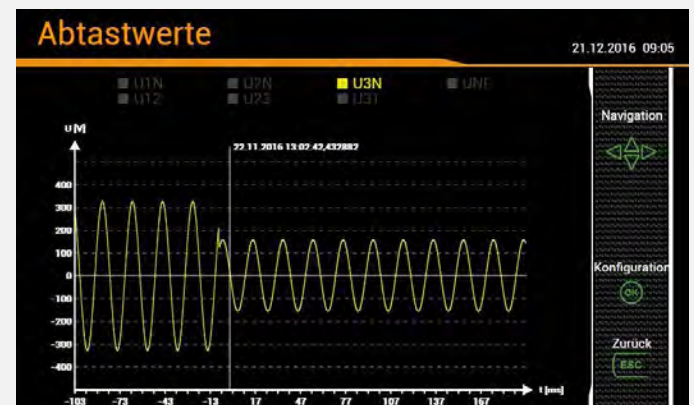 Abtastwerte
21.12.2016 09:05
U1N U2N U3N UNE
U12 U23 U31
Navigation
U [V]
22.11.2016 13:02:42,432882
400
300
200
100
0
-100
-200
-300
-400
Konfiguration
OK
Zurück
ESC
t [ms]
-103 -73 -43 -13 17 47 77 107 137 167